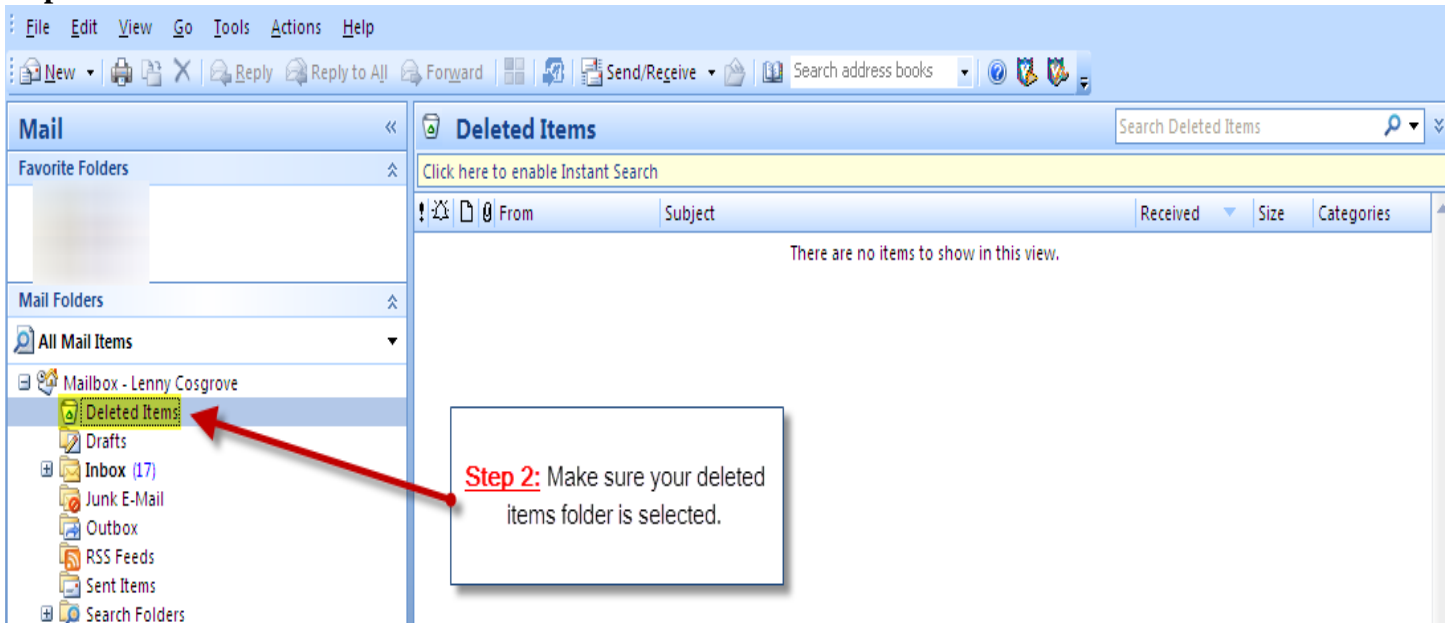 File Edit View Go Tools Actions Help
New Reply Reply to All Forward Send/Receive Search address books
Mail
Deleted Items
Search Deleted Items
Favorite Folders
Click here to enable Instant Search
From Subject Received Size Categories
There are no items to show in this view.
Mail Folders
All Mail Items
Mailbox - Lenny Cosgrove
Deleted Items
Drafts
Inbox (17)
Junk E-Mail
Outbox
RSS Feeds
Sent Items
Search Folders
Step 2: Make sure your deleted
items folder is selected.